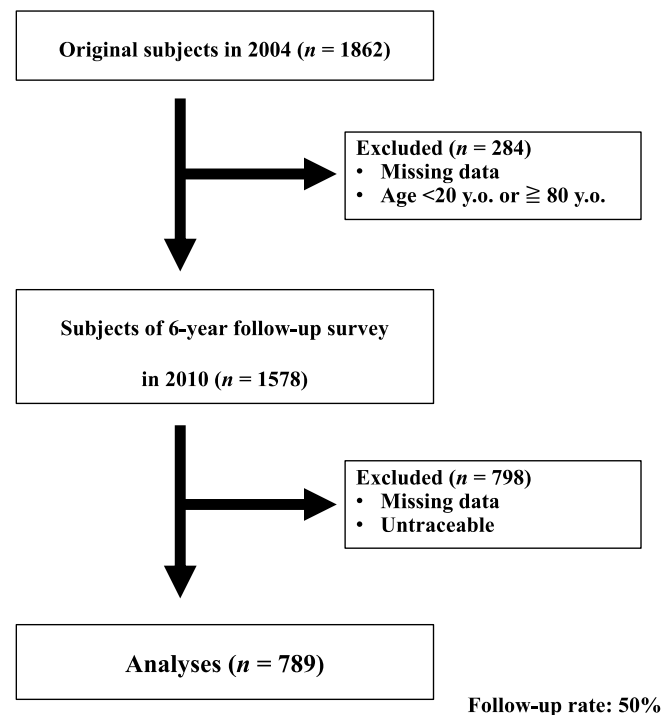 Original subjects in 2004 (n = 1862)
Excluded (n = 284)
• Missing data
• Age <20 y.o. or ≧ 80 y.o.
Subjects of 6-year follow-up survey
in 2010 (n = 1578)
Excluded (n = 798)
• Missing data
• Untraceable
Analyses (n = 789)
Follow-up rate: 50%